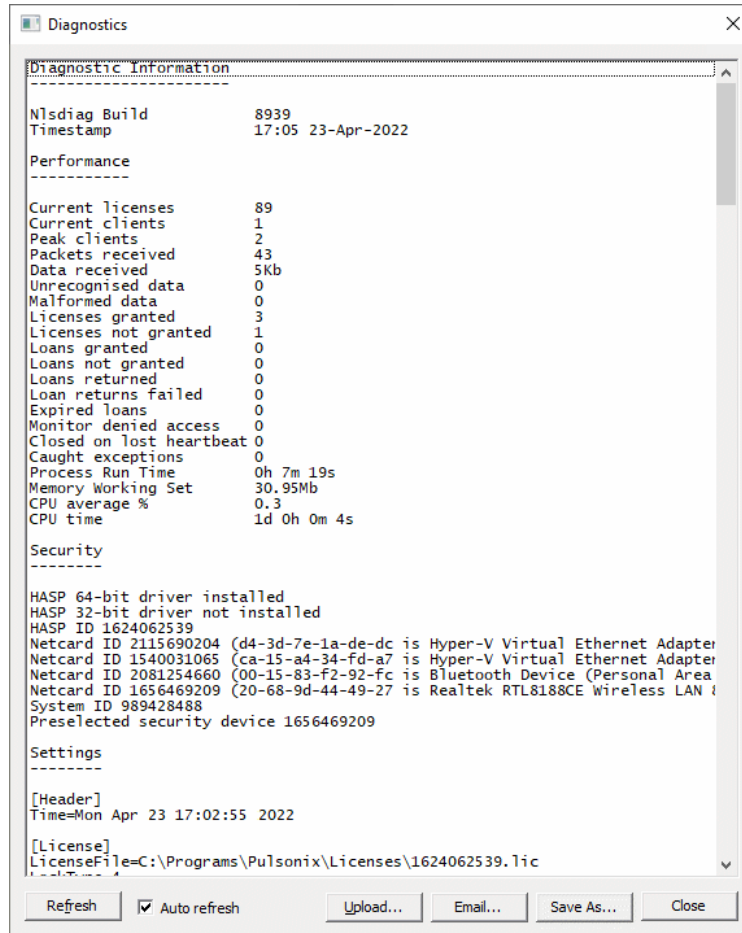 Diagnostics
Diagnostic Information
----------------------
Nlsdiag Build 8939
Timestamp 17:05 23-Apr-2022
Performance
-----------
Current licenses 89
Current clients 1
Peak clients 2
Packets received 43
Data received 5Kb
Unrecognised data 0
Malformed data 0
Licenses granted 3
Licenses not granted 1
Loans granted 0
Loans not granted 0
Loans returned 0
Loan returns failed 0
Expired loans 0
Monitor denied access 0
Closed on lost heartbeat 0
Caught exceptions 0
Process Run Time 0h 7m 19s
Memory Working Set 30.95Mb
CPU average % 0.3
CPU time 1d 0h 0m 4s
Security
--------
HASP 64-bit driver installed
HASP 32-bit driver not installed
HASP ID 1624062539
Netcard ID 2115690204 (d4-3d-7e-1a-de-dc is Hyper-V Virtual Ethernet Adapter
Netcard ID 1540031065 (ca-15-a4-34-fd-a7 is Hyper-V Virtual Ethernet Adapter
Netcard ID 2081254660 (00-15-83-f2-92-fc is Bluetooth Device (Personal Area
Netcard ID 1656469209 (20-68-9d-44-49-27 is Realtek RTL8188CE Wireless LAN
System ID 989428488
Preselected security device 1656469209
Settings
--------
[Header]
Time=Mon Apr 23 17:02:55 2022
[License]
LicenseFile=C:\Programs\Pulsonix\Licenses\1624062539.lic
Refresh Auto refresh Upload... Email... Save As... Close